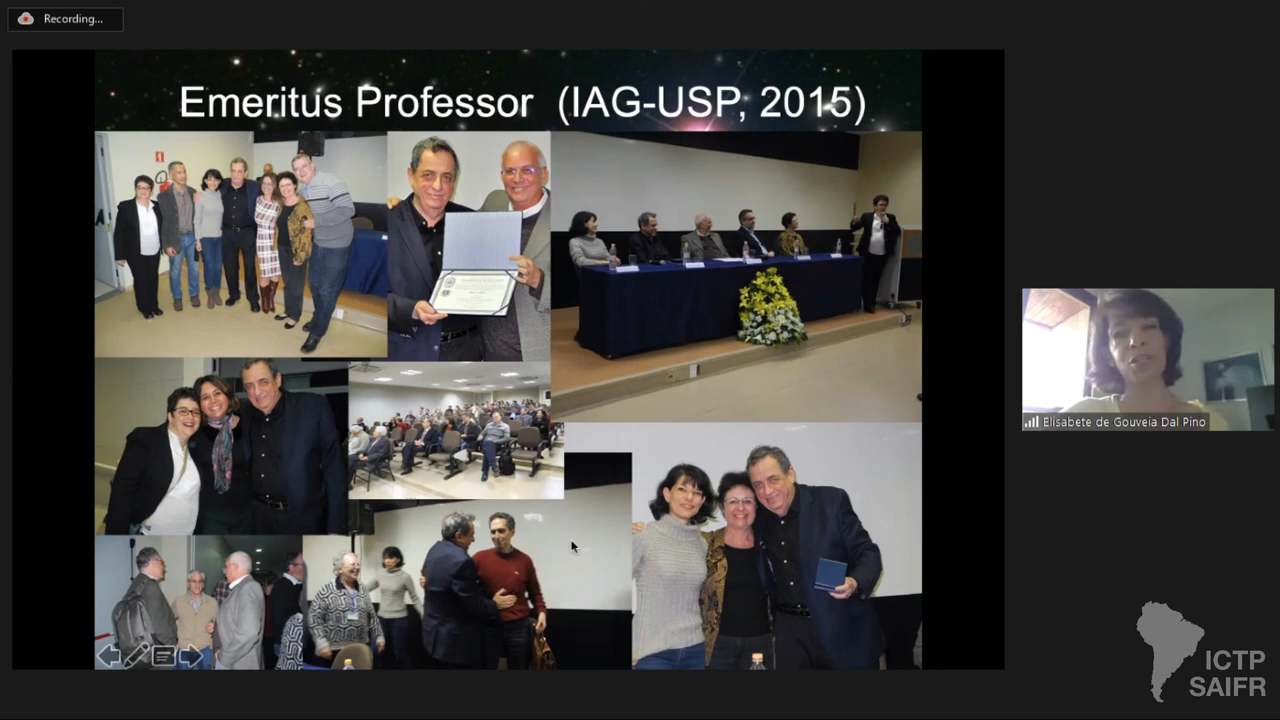 Recording...
Emeritus Professor (IAG-USP, 2015)
Elisabete de Gouveia Dal Pino
ICTP
SAIFR